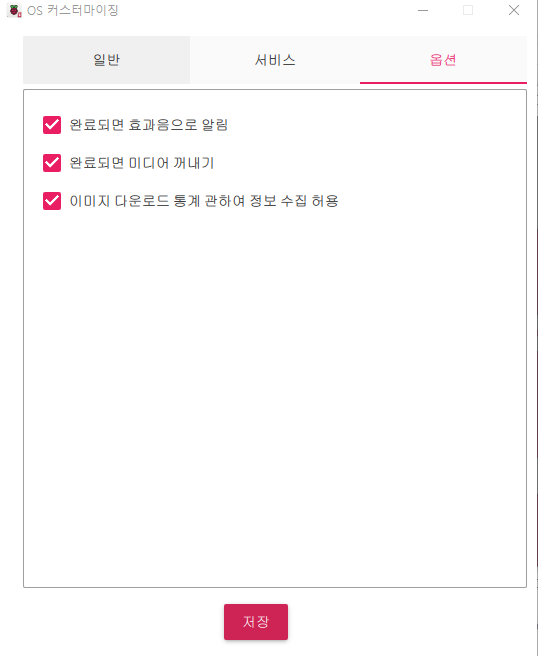 OS 커스터마이징
일반
서비스
옵션
완료되면 효과음으로 알림
완료되면 미디어 꺼내기
이미지 다운로드 통계 관하여 정보 수집 허용
저장